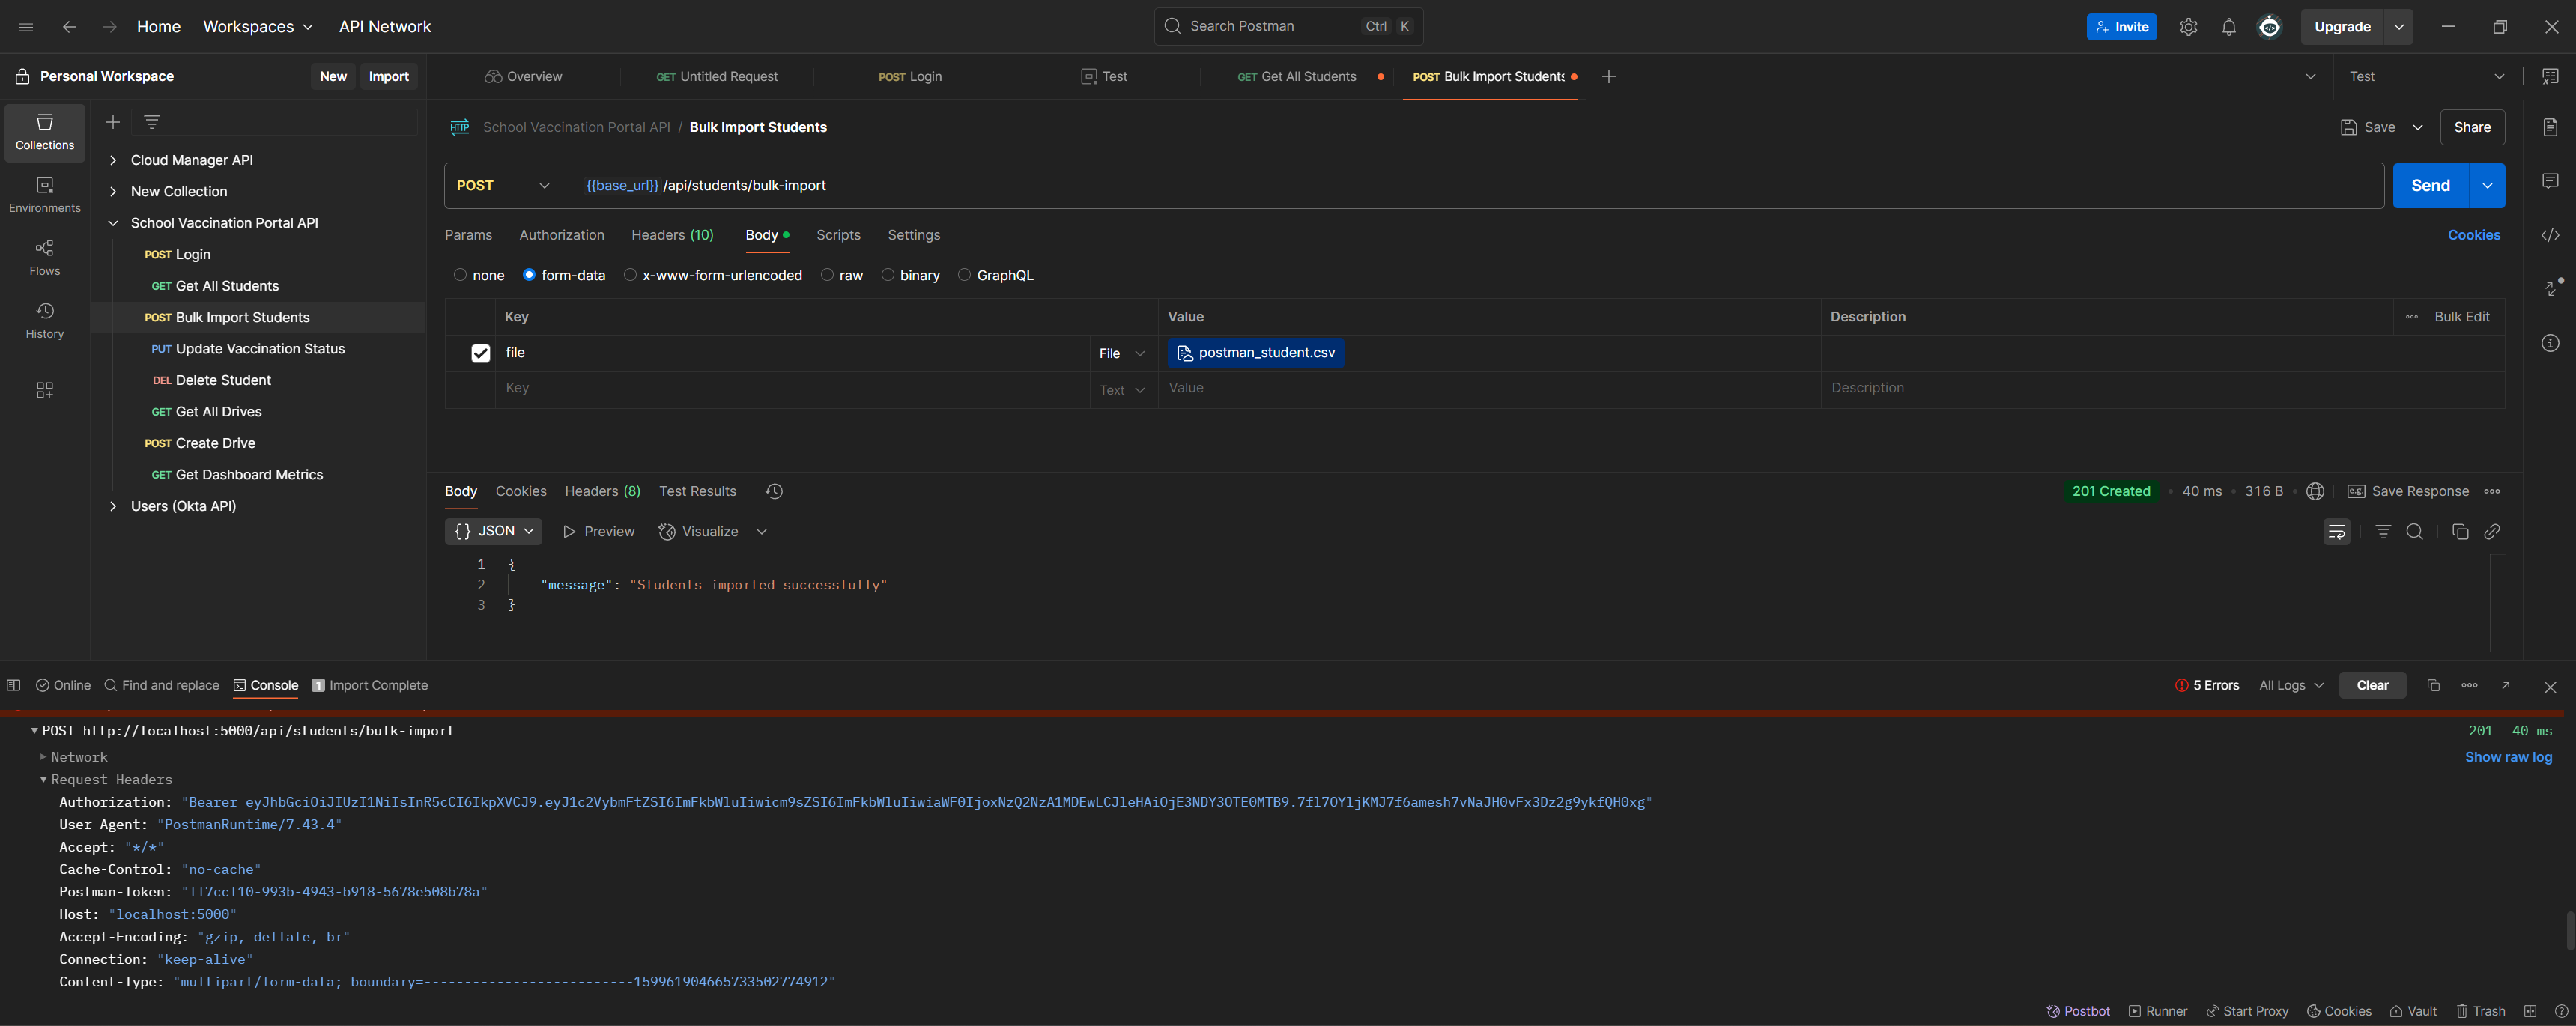 Home Workspaces API Network Search Postman Ctrl K Invite Upgrade
Personal Workspace New Import Overview GET Untitled Request POST Login Test GET Get All Students POST Bulk Import Students Test
Collections
Environments
Flows
History
Cloud Manager API
New Collection
School Vaccination Portal API
POST Login
GET Get All Students
POST Bulk Import Students
PUT Update Vaccination Status
DEL Delete Student
GET Get All Drives
POST Create Drive
GET Get Dashboard Metrics
Users (Okta API)
HTTP School Vaccination Portal API / Bulk Import Students Save Share
POST {{base_url}} /api/students/bulk-import Send
Params Authorization Headers (10) Body Scripts Settings Cookies
none form-data x-www-form-urlencoded raw binary GraphQL
Key Value Description Bulk Edit
file File postman_student.csv
Key Text Value Description
Body Cookies Headers (8) Test Results 201 Created 40 ms 316 B e.g. Save Response
{ } JSON Preview Visualize
1 {
2 "message": "Students imported successfully"
3 }
Online Find and replace Console 1 Import Complete 5 Errors All Logs Clear
POST http://localhost:5000/api/students/bulk-import 201 40 ms
Network Show raw log
Request Headers
Authorization: "Bearer eyJhbGciOiJIUzI1NiIsInR5cCI6IkpXVCJ9.eyJ1c2VybmFtZSI6ImFkbWluIiwicm9sZSI6ImFkbWluIiwiaWF0IjoxNzQ2NzA1MDEwLCJleHAiOjE3NDY3OTE0MTB9.7fl7OYljKMJ7f6amesh7vNaJH0vFx3Dz2g9ykfQH0xg"
User-Agent: "PostmanRuntime/7.43.4"
Accept: "*/*"
Cache-Control: "no-cache"
Postman-Token: "ff7ccf10-993b-4943-b918-5678e508b78a"
Host: "localhost:5000"
Accept-Encoding: "gzip, deflate, br"
Connection: "keep-alive"
Content-Type: "multipart/form-data; boundary=--------------------------159961904665733502774912"
Postbot Runner Start Proxy Cookies Vault Trash